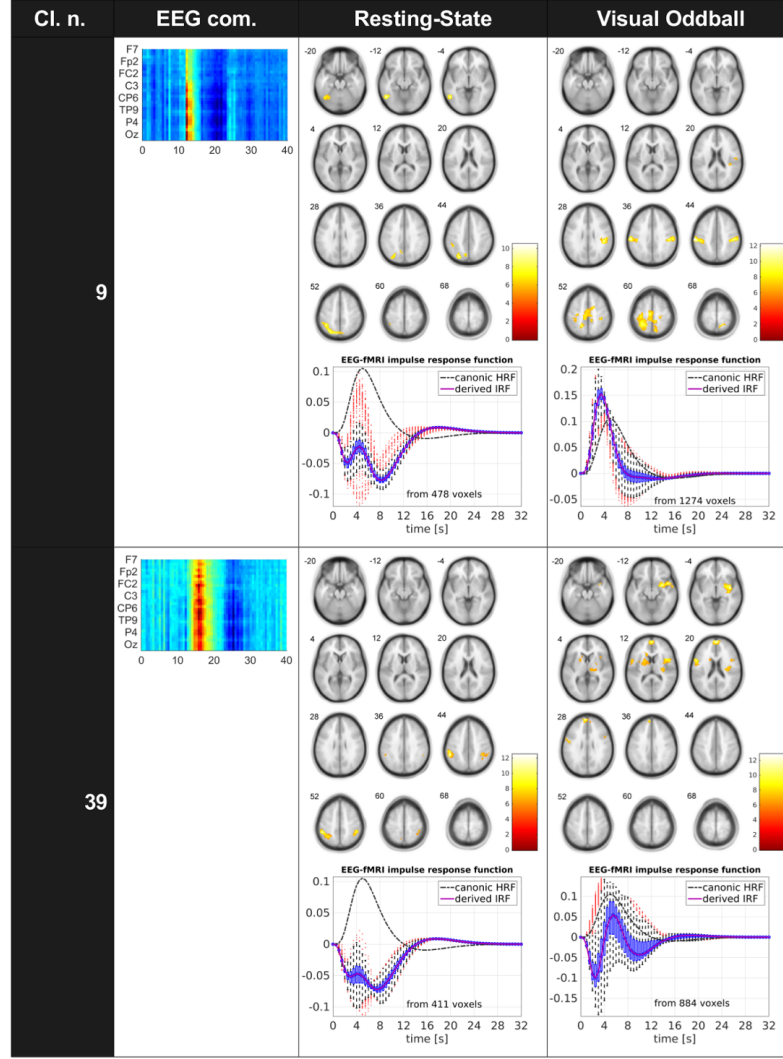 Cl. n. EEG com. Resting-State Visual Oddball
9
F7
Fp2
FC2
C3
CP6
TP9
P4
Oz
0 10 20 30 40
-20 -12 -4
4 12 20
28 36 44
52 60 68
10
8
6
4
2
0
EEG-fMRI impulse response function
canonic HRF
derived IRF
0.1
0.05
0
-0.05
-0.1
from 478 voxels
0 4 8 12 16 20 24 28 32
time [s]
-20 -12 -4
4 12 20
28 36 44
52 60 68
12
10
8
6
4
2
0
EEG-fMRI impulse response function
canonic HRF
derived IRF
0.2
0.15
0.1
0.05
0
-0.05
from 1274 voxels
0 4 8 12 16 20 24 28 32
time [s]
39
F7
Fp2
FC2
C3
CP6
TP9
P4
Oz
0 10 20 30 40
-20 -12 -4
4 12 20
28 36 44
52 60 68
12
10
8
6
4
2
0
EEG-fMRI impulse response function
canonic HRF
derived IRF
0.1
0.05
0
-0.05
-0.1
from 411 voxels
0 4 8 12 16 20 24 28 32
time [s]
-20 -12 -4
4 12 20
28 36 44
52 60 68
12
10
8
6
4
2
0
EEG-fMRI impulse response function
canonic HRF
derived IRF
0.1
0.05
0
-0.05
-0.1
-0.15
from 884 voxels
0 4 8 12 16 20 24 28 32
time [s]